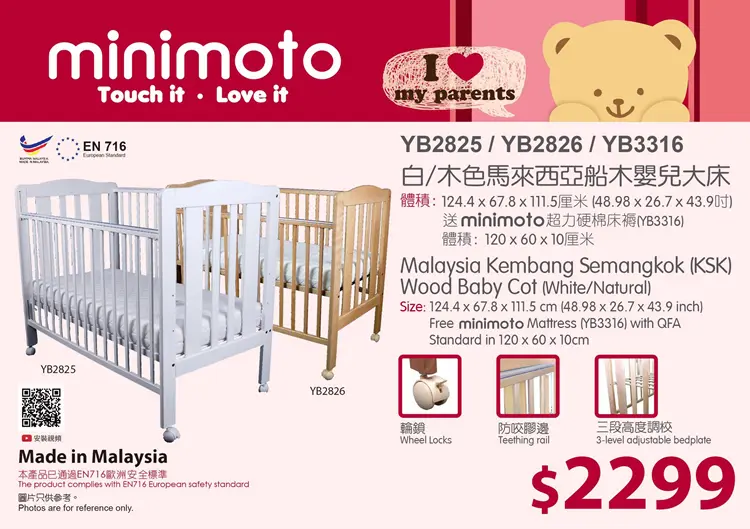 minimoto
Touch it · Love it
I ♥
my parents
EN 716
European Standard
YB2825 / YB2826 / YB3316
白/木色馬來西亞船木嬰兒大床
體積: 124.4 x 67.8 x 111.5厘米 (48.98 x 26.7 x 43.9吋)
送 minimoto 超力硬棉床褥(YB3316)
體積: 120 x 60 x 10厘米
Malaysia Kembang Semangkok (KSK)
Wood Baby Cot (White/Natural)
Size: 124.4 x 67.8 x 111.5 cm (48.98 x 26.7 x 43.9 inch)
Free minimoto Mattress (YB3316) with QFA
Standard in 120 x 60 x 10cm
YB2825
YB2826
安裝視頻
輪鎖
Wheel Locks
防咬膠邊
Teething rail
三段高度調校
3-level adjustable bedplate
Made in Malaysia
本產品已通過EN716歐洲安全標準
The product complies with EN716 European safety standard
圖片只供參考。
Photos are for reference only.
$2299